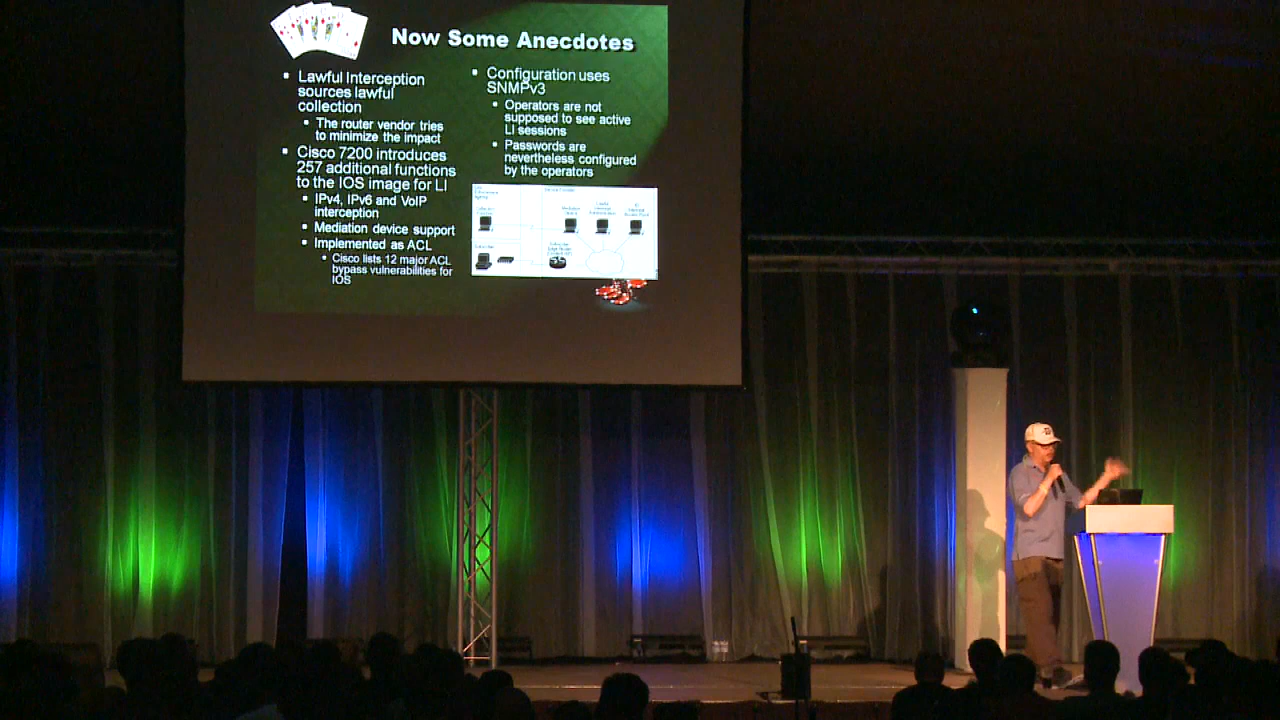 Now Some Anecdotes
Lawful Interception
sources lawful
collection
The router vendor tries
to minimize the impact
Cisco 7200 introduces
257 additional functions
to the IOS image for LI
IPv4, IPv6 and VoIP
interception
Mediation device support
Implemented as ACL
Cisco lists 12 major ACL
bypass vulnerabilities for
IOS
Configuration uses
SNMPv3
Operators are not
supposed to see active
LI sessions
Passwords are
nevertheless configured
by the operators